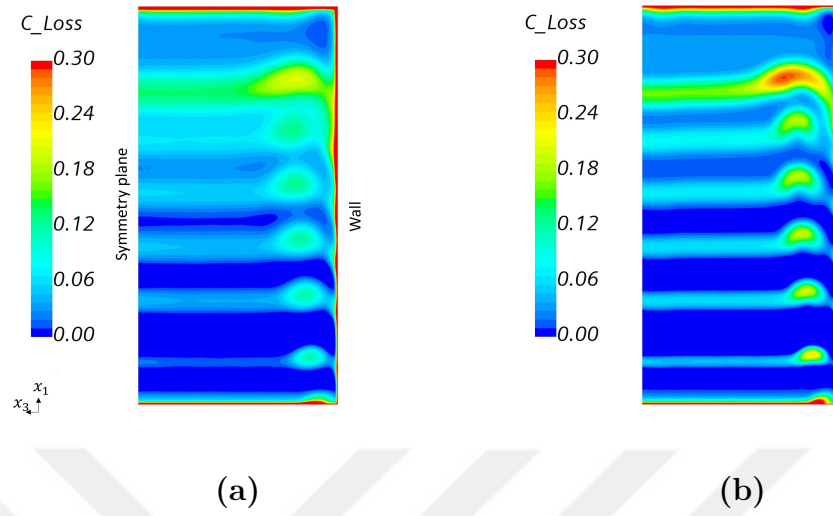 C_Loss
0.30
0.24
0.18
0.12
0.06
0.00
Symmetry plane
Wall
x₁
x₃
(a)
C_Loss
0.30
0.24
0.18
0.12
0.06
0.00
(b)